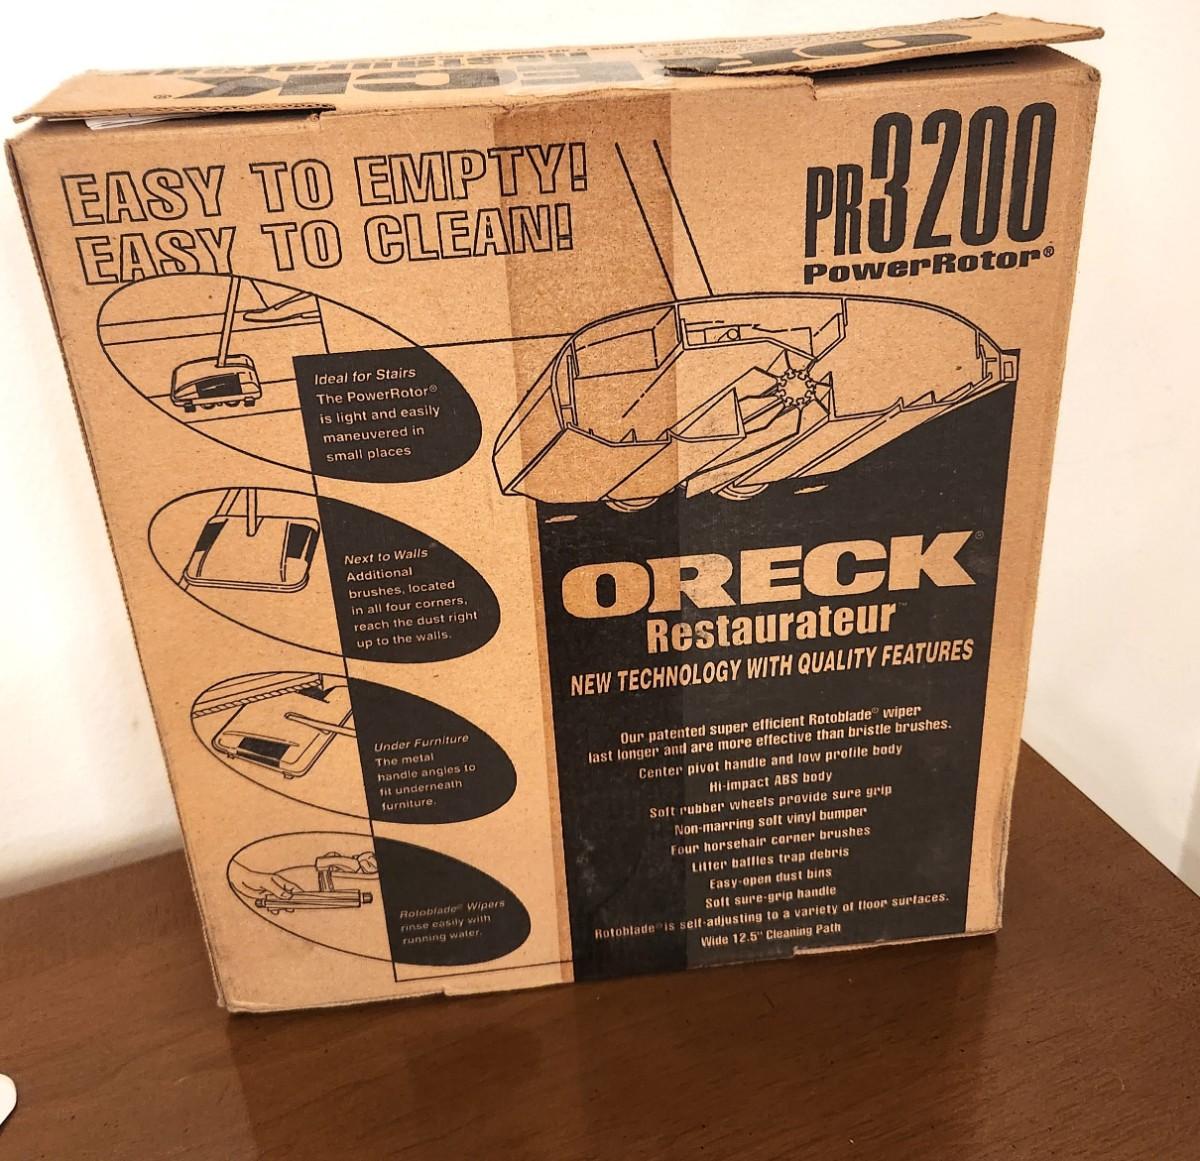 ORECK
EASY TO EMPTY!
EASY TO CLEAN!
PR3200
PowerRotor®
Ideal for Stairs
The PowerRotor®
is light and easily
maneuvered in
small places
Next to Walls
Additional
brushes, located
in all four corners,
reach the dust right
up to the walls.
Under Furniture
The metal
handle angles to
fit underneath
furniture.
Rotoblade® Wipers
rinse easily with
running water.
ORECK®
Restaurateur™
NEW TECHNOLOGY WITH QUALITY FEATURES
Our patented super efficient Rotoblade® wiper
last longer and are more effective than bristle brushes.
Center pivot handle and low profile body
Hi-impact ABS body
Soft rubber wheels provide sure grip
Non-marring soft vinyl bumper
Four horsehair corner brushes
Litter baffles trap debris
Easy-open dust bins
Soft sure-grip handle
Rotoblade® is self-adjusting to a variety of floor surfaces.
Wide 12.5" Cleaning Path